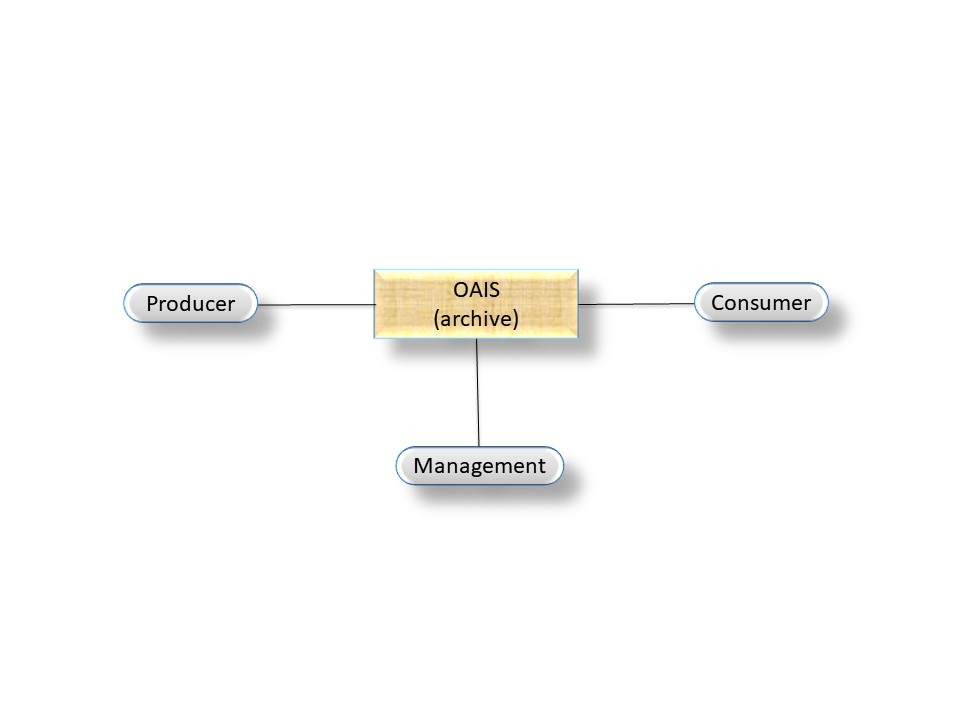 Producer
OAIS
(archive)
Consumer
Management